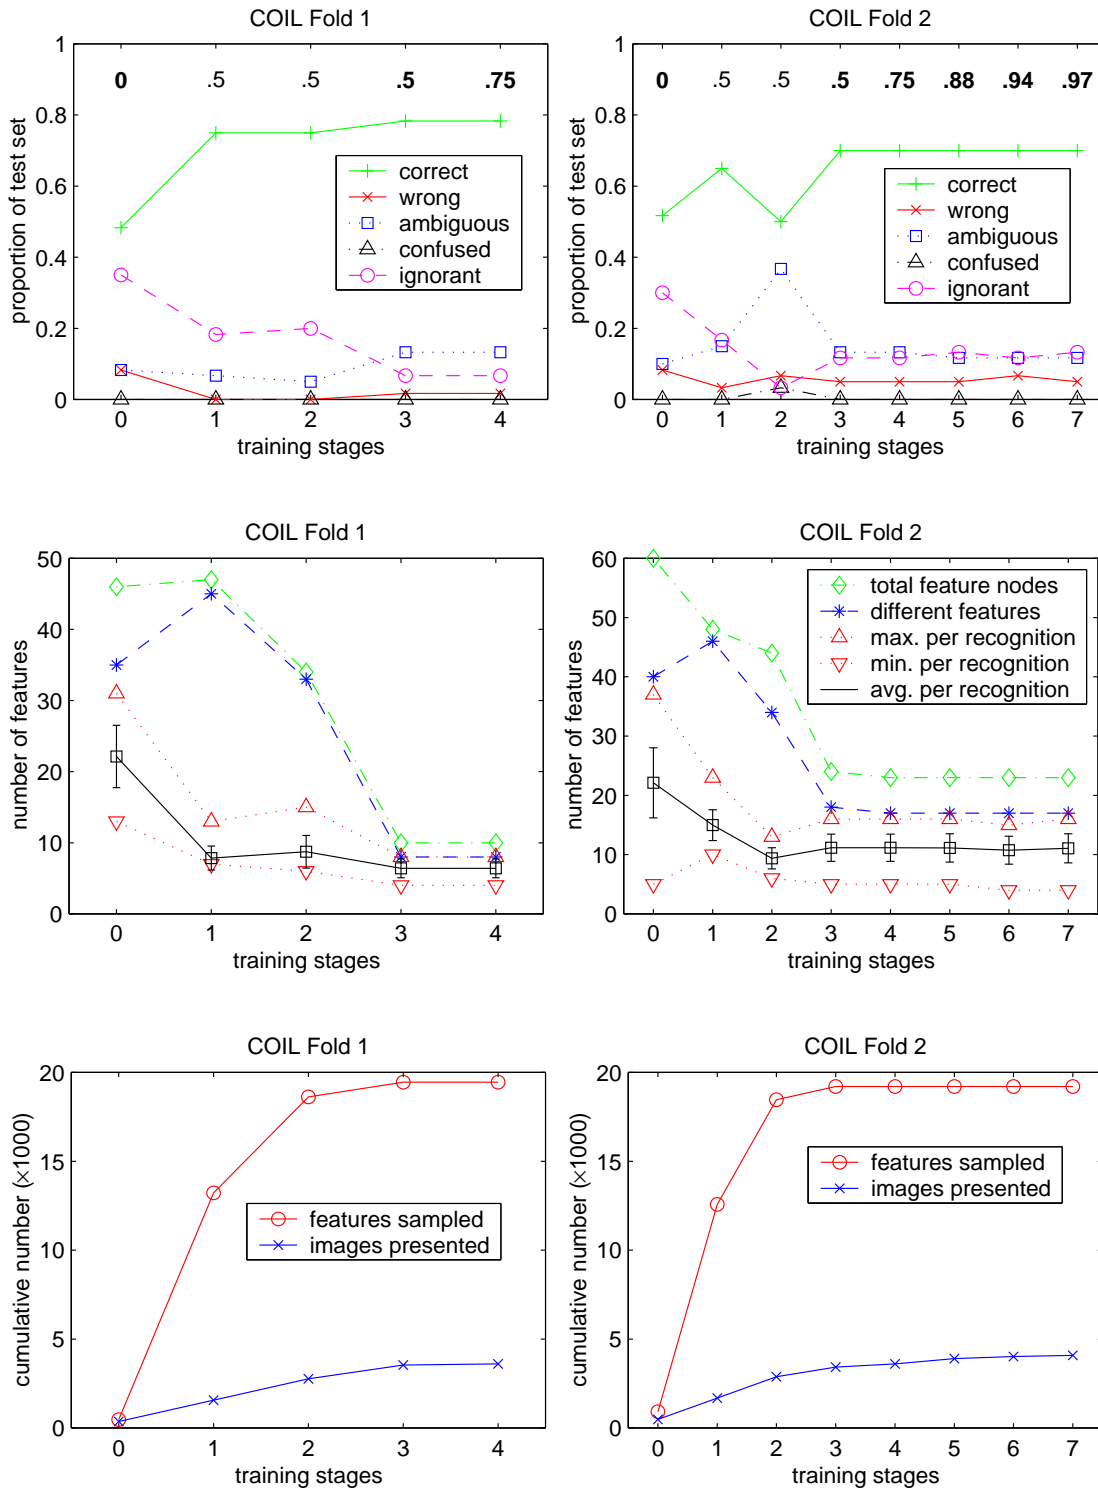 COIL Fold 1
1
0.8
0.6
0.4
0.2
0
0 .5 .5 .5 .75
correct
wrong
ambiguous
confused
ignorant
0 1 2 3 4
training stages
proportion of test set
COIL Fold 2
1
0.8
0.6
0.4
0.2
0
0 .5 .5 .5 .75 .88 .94 .97
correct
wrong
ambiguous
confused
ignorant
0 1 2 3 4 5 6 7
training stages
proportion of test set
COIL Fold 1
50
40
30
20
10
0
0 1 2 3 4
training stages
number of features
COIL Fold 2
60
50
40
30
20
10
0
total feature nodes
different features
max. per recognition
min. per recognition
avg. per recognition
0 1 2 3 4 5 6 7
training stages
number of features
COIL Fold 1
20
15
10
5
0
features sampled
images presented
0 1 2 3 4
training stages
cumulative number (×1000)
COIL Fold 2
20
15
10
5
0
features sampled
images presented
0 1 2 3 4 5 6 7
training stages
cumulative number (×1000)